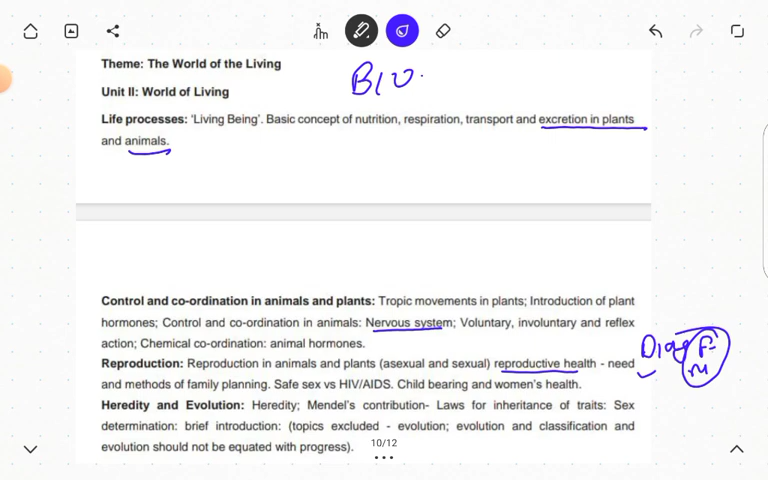 Theme: The World of the Living
BIO.
Unit II: World of Living
Life processes: 'Living Being'. Basic concept of nutrition, respiration, transport and excretion in plants
and animals.
Control and co-ordination in animals and plants: Tropic movements in plants; Introduction of plant
hormones; Control and co-ordination in animals: Nervous system; Voluntary, involuntary and reflex
action; Chemical co-ordination: animal hormones.
Reproduction: Reproduction in animals and plants (asexual and sexual) reproductive health - need
and methods of family planning. Safe sex vs HIV/AIDS. Child bearing and women's health.
Heredity and Evolution: Heredity; Mendel's contribution- Laws for inheritance of traits: Sex
determination: brief introduction: (topics excluded - evolution; evolution and classification and
evolution should not be equated with progress).
10/12